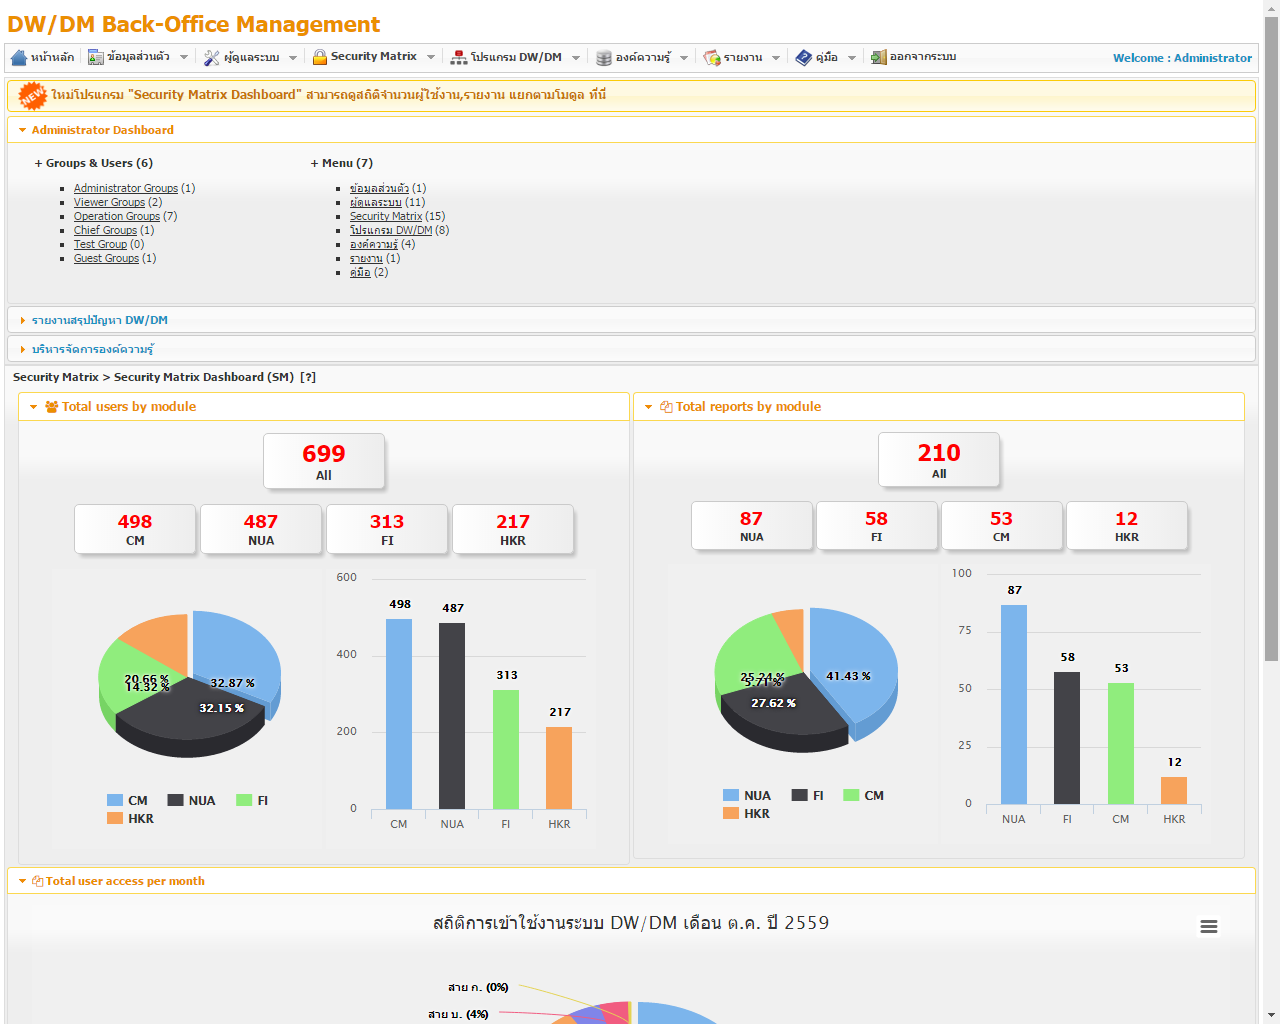 DW/DM Back-Office Management
หน้าหลัก ข้อมูลส่วนตัว ผู้ดูแลระบบ Security Matrix โปรแกรม DW/DM องค์ความรู้ รายงาน คู่มือ ออกจากระบบ Welcome : Administrator
NEW ใหม่โปรแกรม "Security Matrix Dashboard" สามารถดูสถิติจำนวนผู้ใช้งาน,รายงาน แยกตามโมดูล ที่นี่
Administrator Dashboard
+ Groups & Users (6)
Administrator Groups (1)
Viewer Groups (2)
Operation Groups (7)
Chief Groups (1)
Test Group (0)
Guest Groups (1)
+ Menu (7)
ข้อมูลส่วนตัว (1)
ผู้ดูแลระบบ (11)
Security Matrix (15)
โปรแกรม DW/DM (8)
องค์ความรู้ (4)
รายงาน (1)
คู่มือ (2)
รายงานสรุปปัญหา DW/DM
บริหารจัดการองค์ความรู้
Security Matrix > Security Matrix Dashboard (SM) [?]
Total users by module
699
All
498 487 313 217
CM NUA FI HKR
20.66 %
14.32 %
32.87 %
32.15 %
CM NUA FI
HKR
600
400
200
0
498 487 313 217
CM NUA FI HKR
Total reports by module
210
All
87 58 53 12
NUA FI CM HKR
25.24 %
5.71 %
41.43 %
27.62 %
NUA FI CM
HKR
100
75
50
25
0
87 58 53 12
NUA FI CM HKR
Total user access per month
สถิติการเข้าใช้งานระบบ DW/DM เดือน ต.ค. ปี 2559
สาย ก. (0%)
สาย บ. (4%)